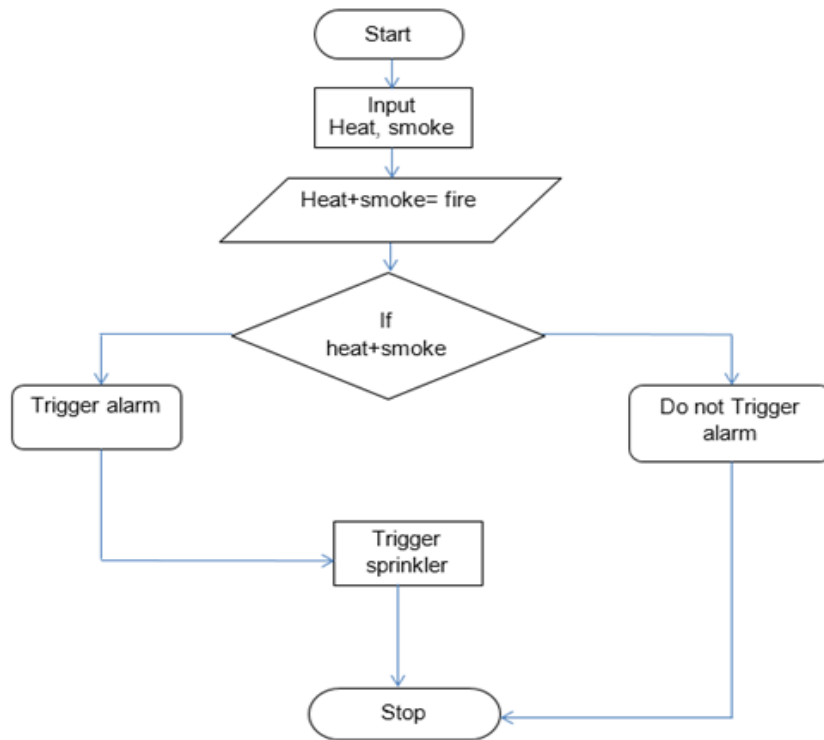 Start
Input
Heat, smoke
Heat+smoke= fire
If
heat+smoke
Trigger alarm
Do not Trigger
alarm
Trigger
sprinkler
Stop